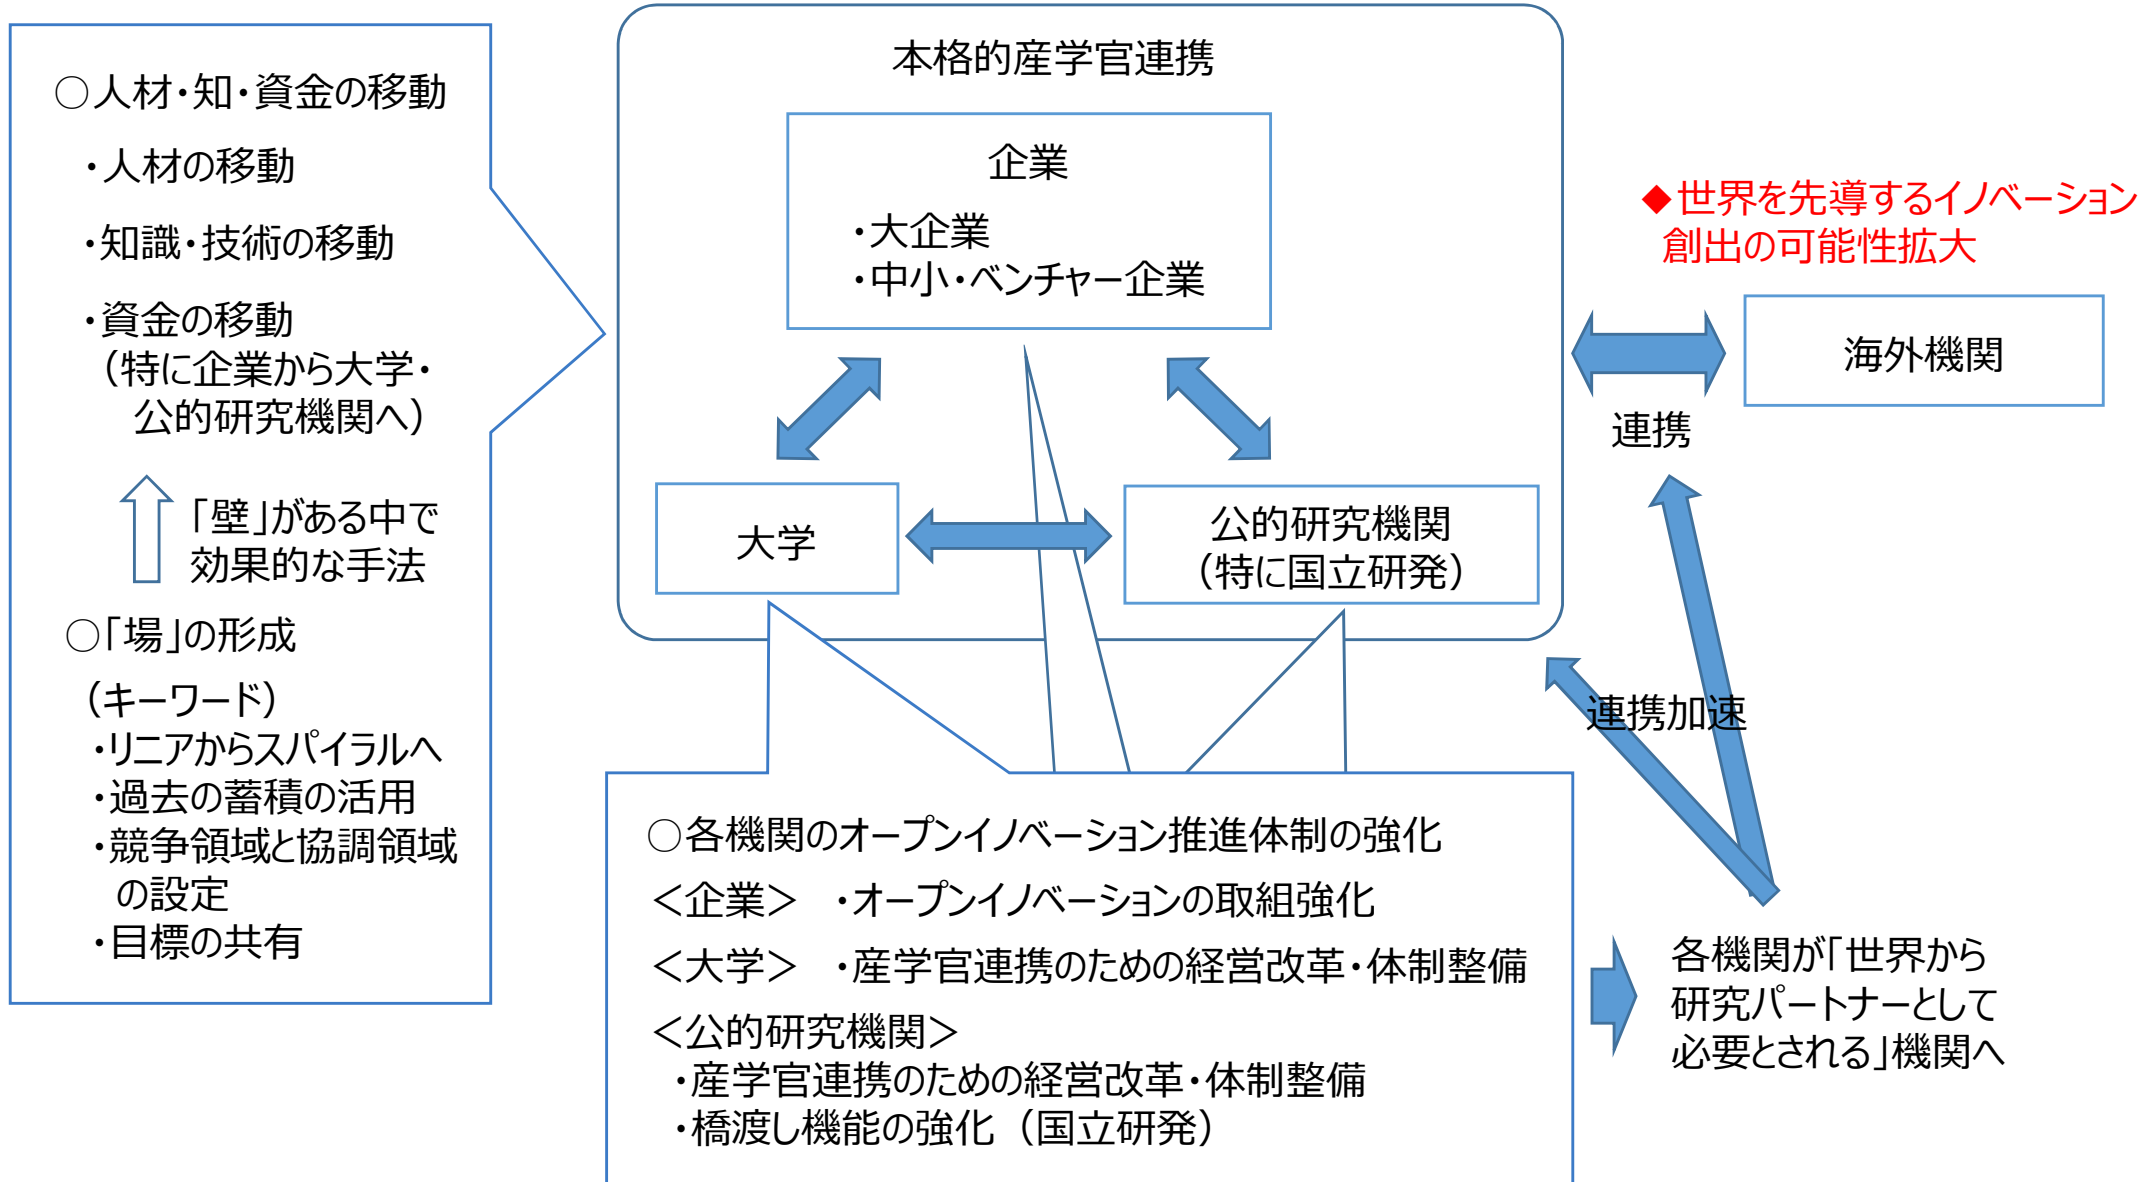 ○人材・知・資金の移動
・人材の移動
・知識・技術の移動
・資金の移動
（特に企業から大学・
公的研究機関へ）
「壁」がある中で
効果的な手法
○「場」の形成
（キーワード）
・リニアからスパイラルへ
・過去の蓄積の活用
・競争領域と協調領域
の設定
・目標の共有
本格的産学官連携
企業
・大企業
・中小・ベンチャー企業
大学
公的研究機関
（特に国立研発）
◆世界を先導するイノベーション
創出の可能性拡大
海外機関
連携
連携加速
○各機関のオープンイノベーション推進体制の強化
＜企業＞　・オープンイノベーションの取組強化
＜大学＞　・産学官連携のための経営改革・体制整備
＜公的研究機関＞
・産学官連携のための経営改革・体制整備
・橋渡し機能の強化（国立研発）
各機関が「世界から
研究パートナーとして
必要とされる」機関へ